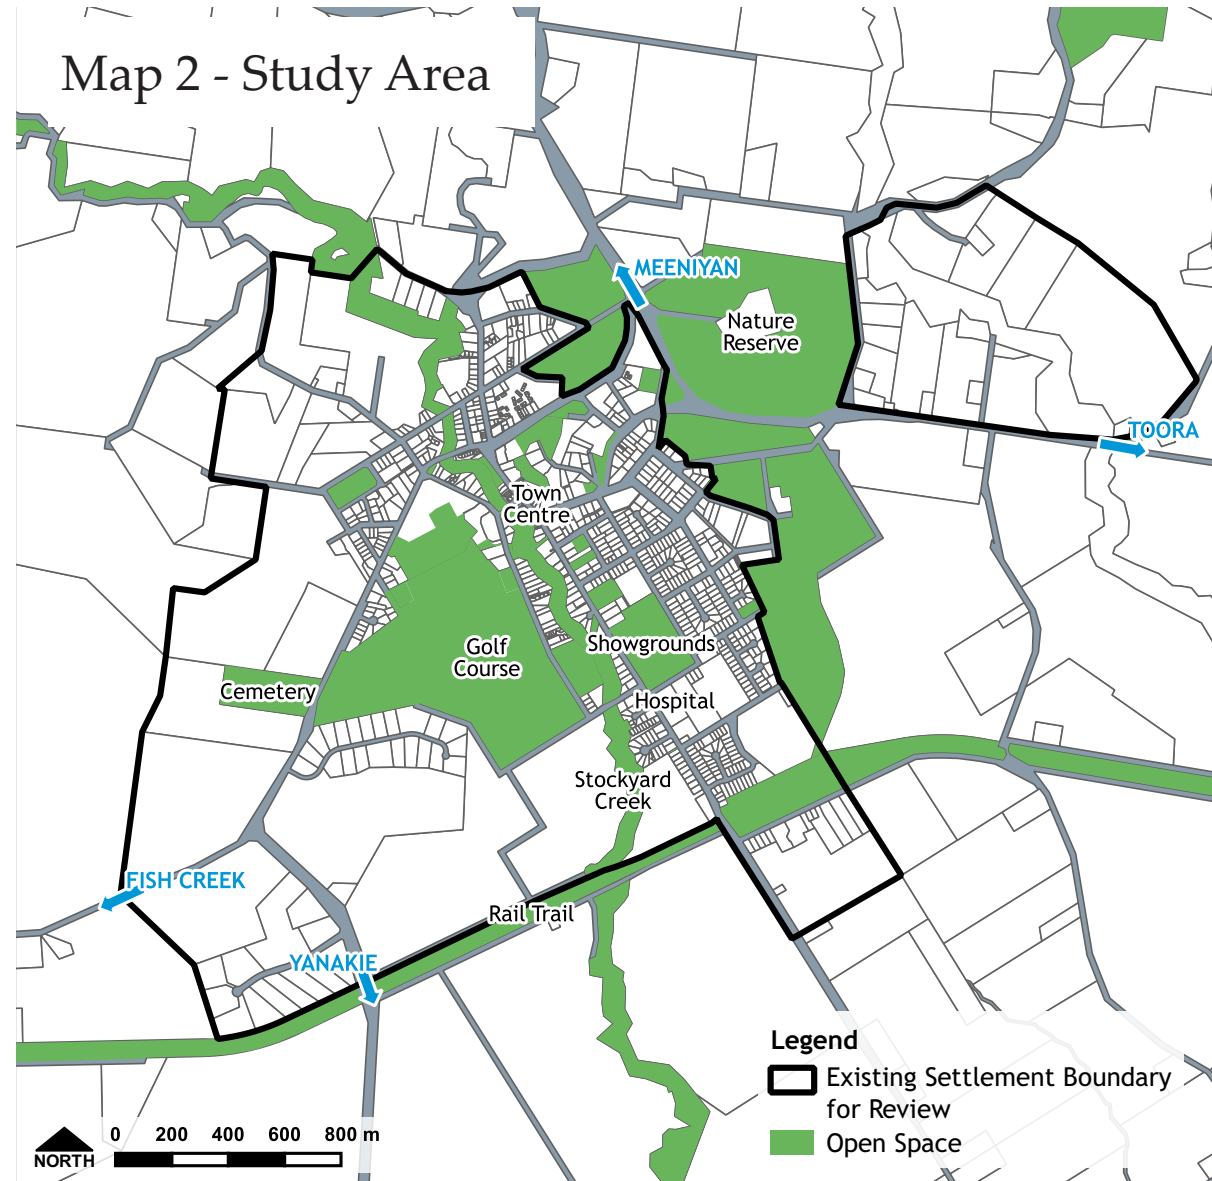 Map 2 - Study Area
MEENIYAN
Nature
Reserve
TOORA
Town
Centre
Golf
Course
Showgrounds
Cemetery
Hospital
Stockyard
Creek
FISH CREEK
Rail Trail
YANAKIE
Legend
Existing Settlement Boundary
for Review
Open Space
0 200 400 600 800 m
NORTH